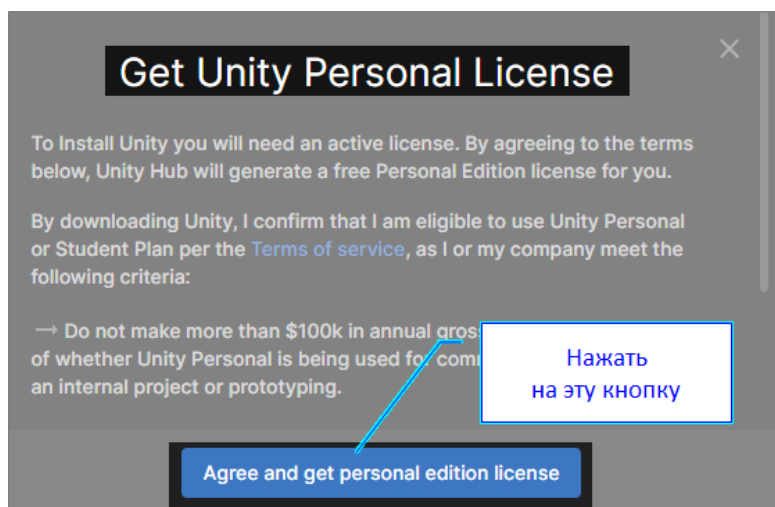 Get Unity Personal License
To Install Unity you will need an active license. By agreeing to the terms
below, Unity Hub will generate a free Personal Edition license for you.
By downloading Unity, I confirm that I am eligible to use Unity Personal
or Student Plan per the Terms of service, as I or my company meet the
following criteria:
→ Do not make more than $100k in annual
of whether Unity Personal is being used for
an internal project or prototyping.
Нажать
на эту кнопку
Agree and get personal edition license